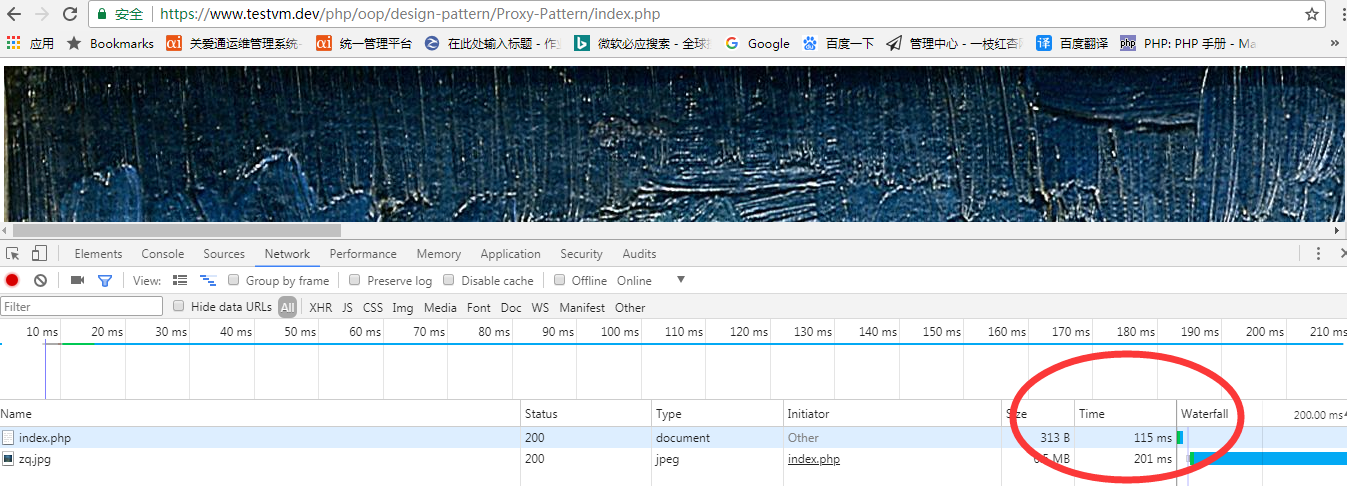 安全 https://www.testvm.dev/php/oop/design-pattern/Proxy-Pattern/index.php
应用 Bookmarks 关爱通运维管理系统- 统一管理平台 在此处输入标题 - 作业 微软必应搜索 - 全球 Google 百度一下 管理中心 - 一枝红杏 百度翻译 PHP: PHP 手册 - Ma
Elements Console Sources Network Performance Memory Application Security Audits
View: Group by frame Preserve log Disable cache Offline Online
Filter Hide data URLs All XHR JS CSS Img Media Font Doc WS Manifest Other
10 ms 20 ms 30 ms 40 ms 50 ms 60 ms 70 ms 80 ms 90 ms 100 ms 110 ms 120 ms 130 ms 140 ms 150 ms 160 ms 170 ms 180 ms 190 ms 200 ms 210 ms
Name Status Type Initiator Size Time Waterfall 200.00 ms
index.php 200 document Other 313 B 115 ms
zq.jpg 200 jpeg index.php MB 201 ms